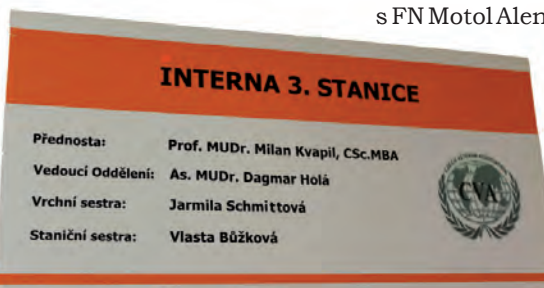 s FN Motol Alen
INTERNA 3. STANICE
Přednosta: Prof. MUDr. Milan Kvapil, CSc.MBA
Vedoucí Oddělení: As. MUDr. Dagmar Holá
Vrchní sestra: Jarmila Schmittová
Staniční sestra: Vlasta Bůžková
CVA